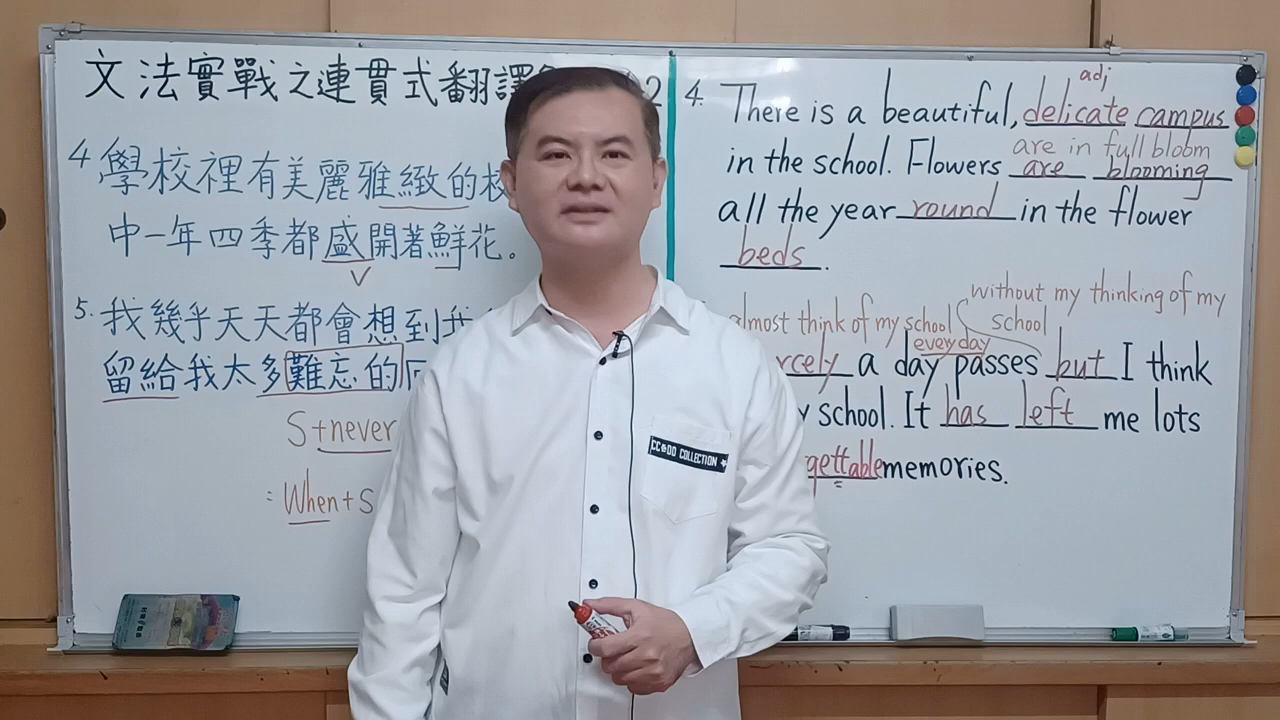 文法實戰之連貫式翻譯
2
4 學校裡有美麗雅緻的
中一年四季都盛開著鮮花。
5. 我幾乎天天都會想到我
留給我太多難忘的
S+never
= When+S
4. There is a beautiful, delicate campus
adj
in the school. Flowers are blooming
are in full bloom
all the year round in the flower
beds.
without my thinking of my
school
almost think of my school
everyday
rcely a day passes but I think
y school. It has left me lots
gettable memories.
CC&DO COLLECTION